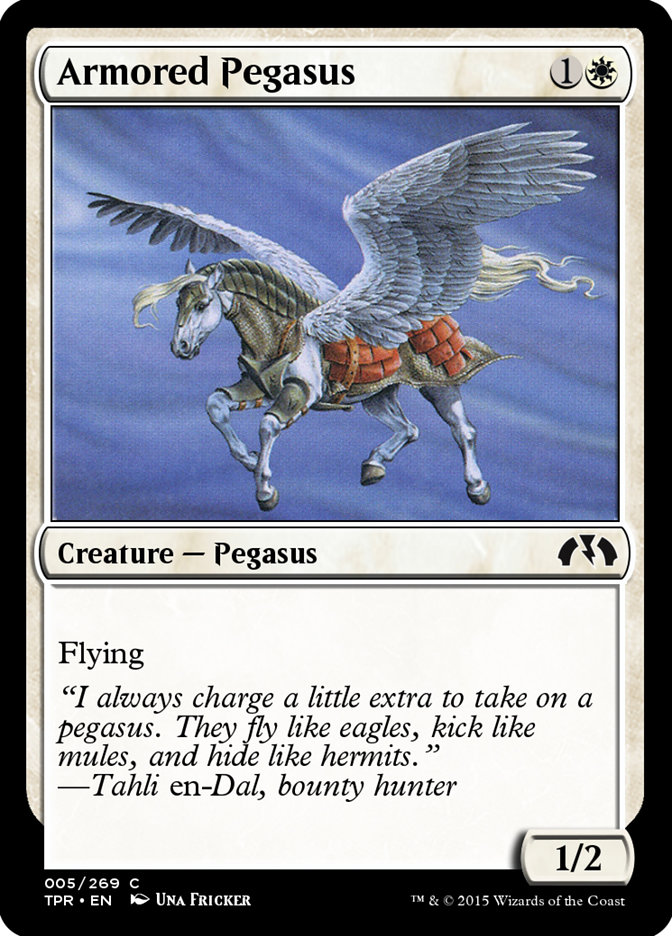 Armored Pegasus 1
Creature — Pegasus
Flying
“I always charge a little extra to take on a
pegasus. They fly like eagles, kick like
mules, and hide like hermits.”
—Tahli en-Dal, bounty hunter
1/2
005/269 C
TPR • EN Una Fricker ™ & © 2015 Wizards of the Coast